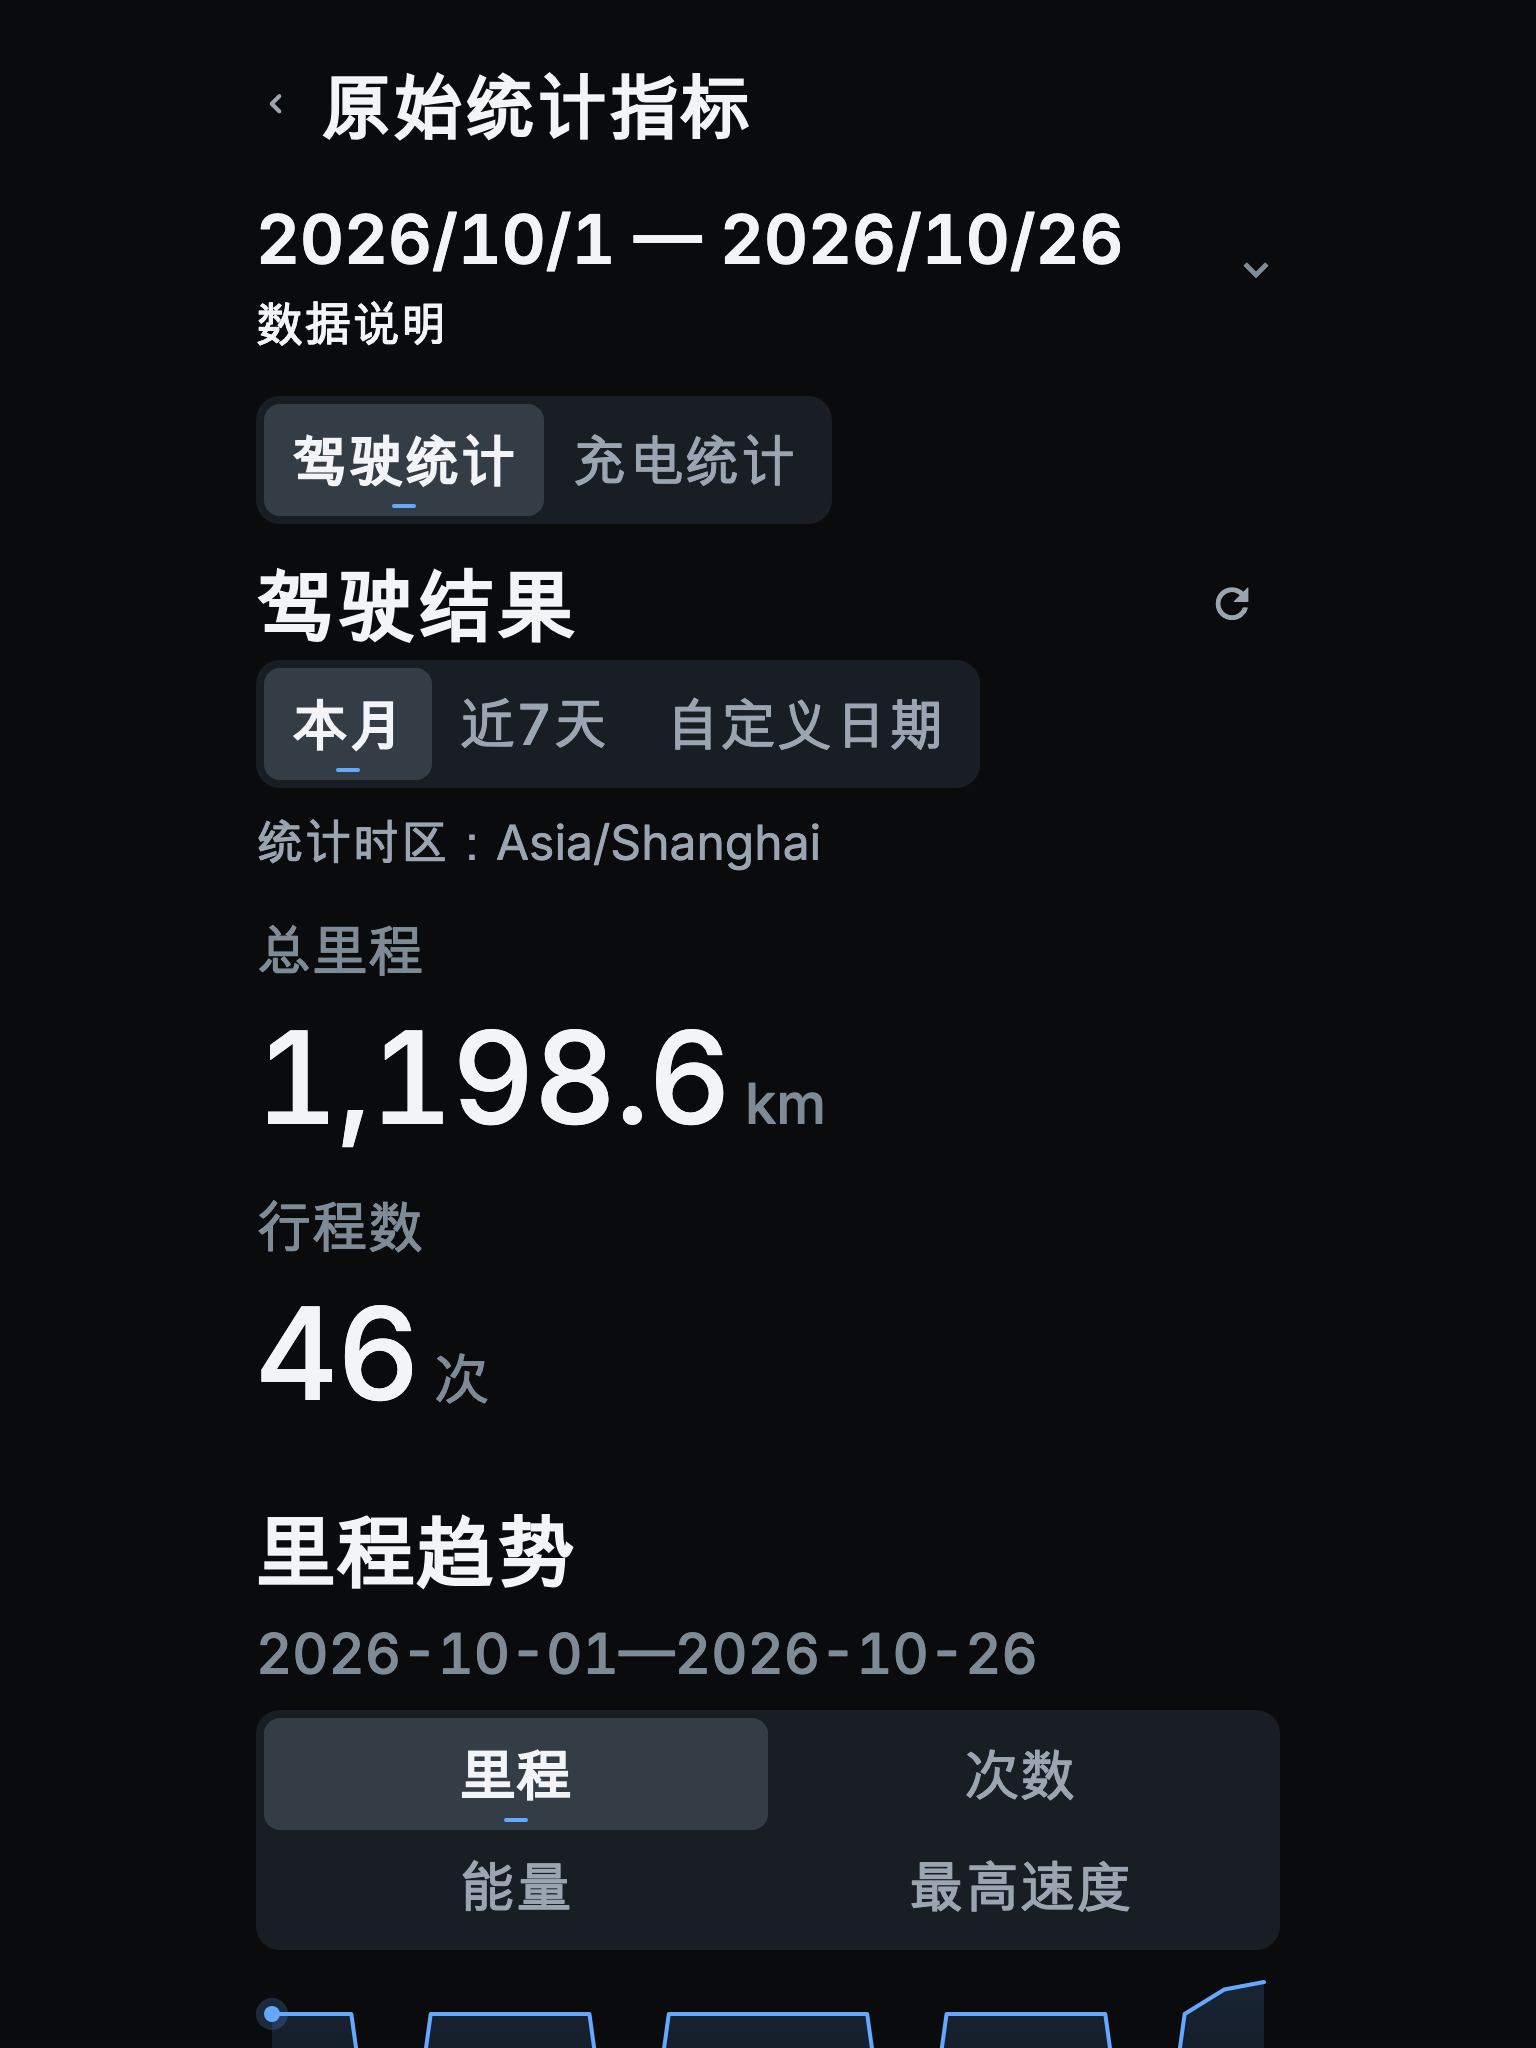 原始统计指标
2026/10/1 — 2026/10/26
数据说明
驾驶统计 充电统计
驾驶结果
本月 近7天 自定义日期
统计时区：Asia/Shanghai
总里程
1,198.6 km
行程数
46 次
里程趋势
2026-10-01—2026-10-26
里程 次数
能量 最高速度